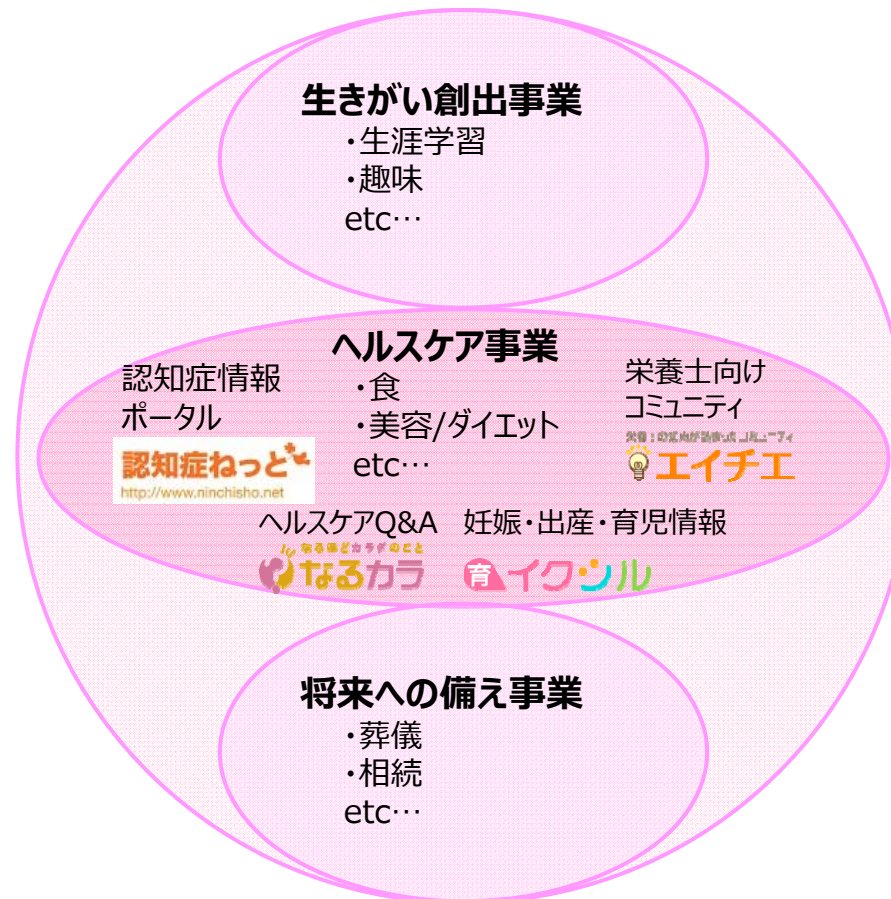 生きがい創出事業
・生涯学習
・趣味
etc…
ヘルスケア事業
・食
・美容/ダイエット
etc…
認知症情報
ポータル
認知症ねっと
http://www.ninchisho.net
栄養士向け
コミュニティ
エイチエ
ヘルスケアQ&A
なるほどカラダのこと
なるカラ
妊娠・出産・育児情報
育 イクシル
将来への備え事業
・葬儀
・相続
etc…